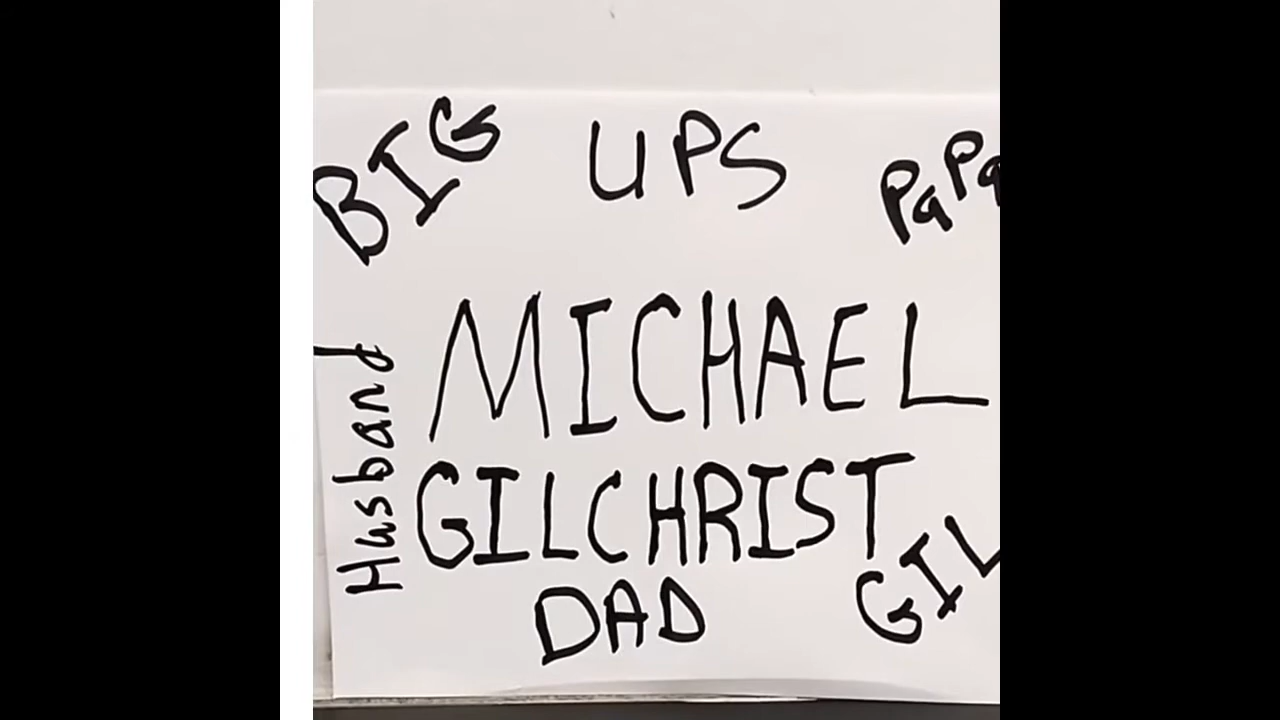 BIG UPS PaPa
MICHAEL
Husband
GILCHRIST
GIL
DAD